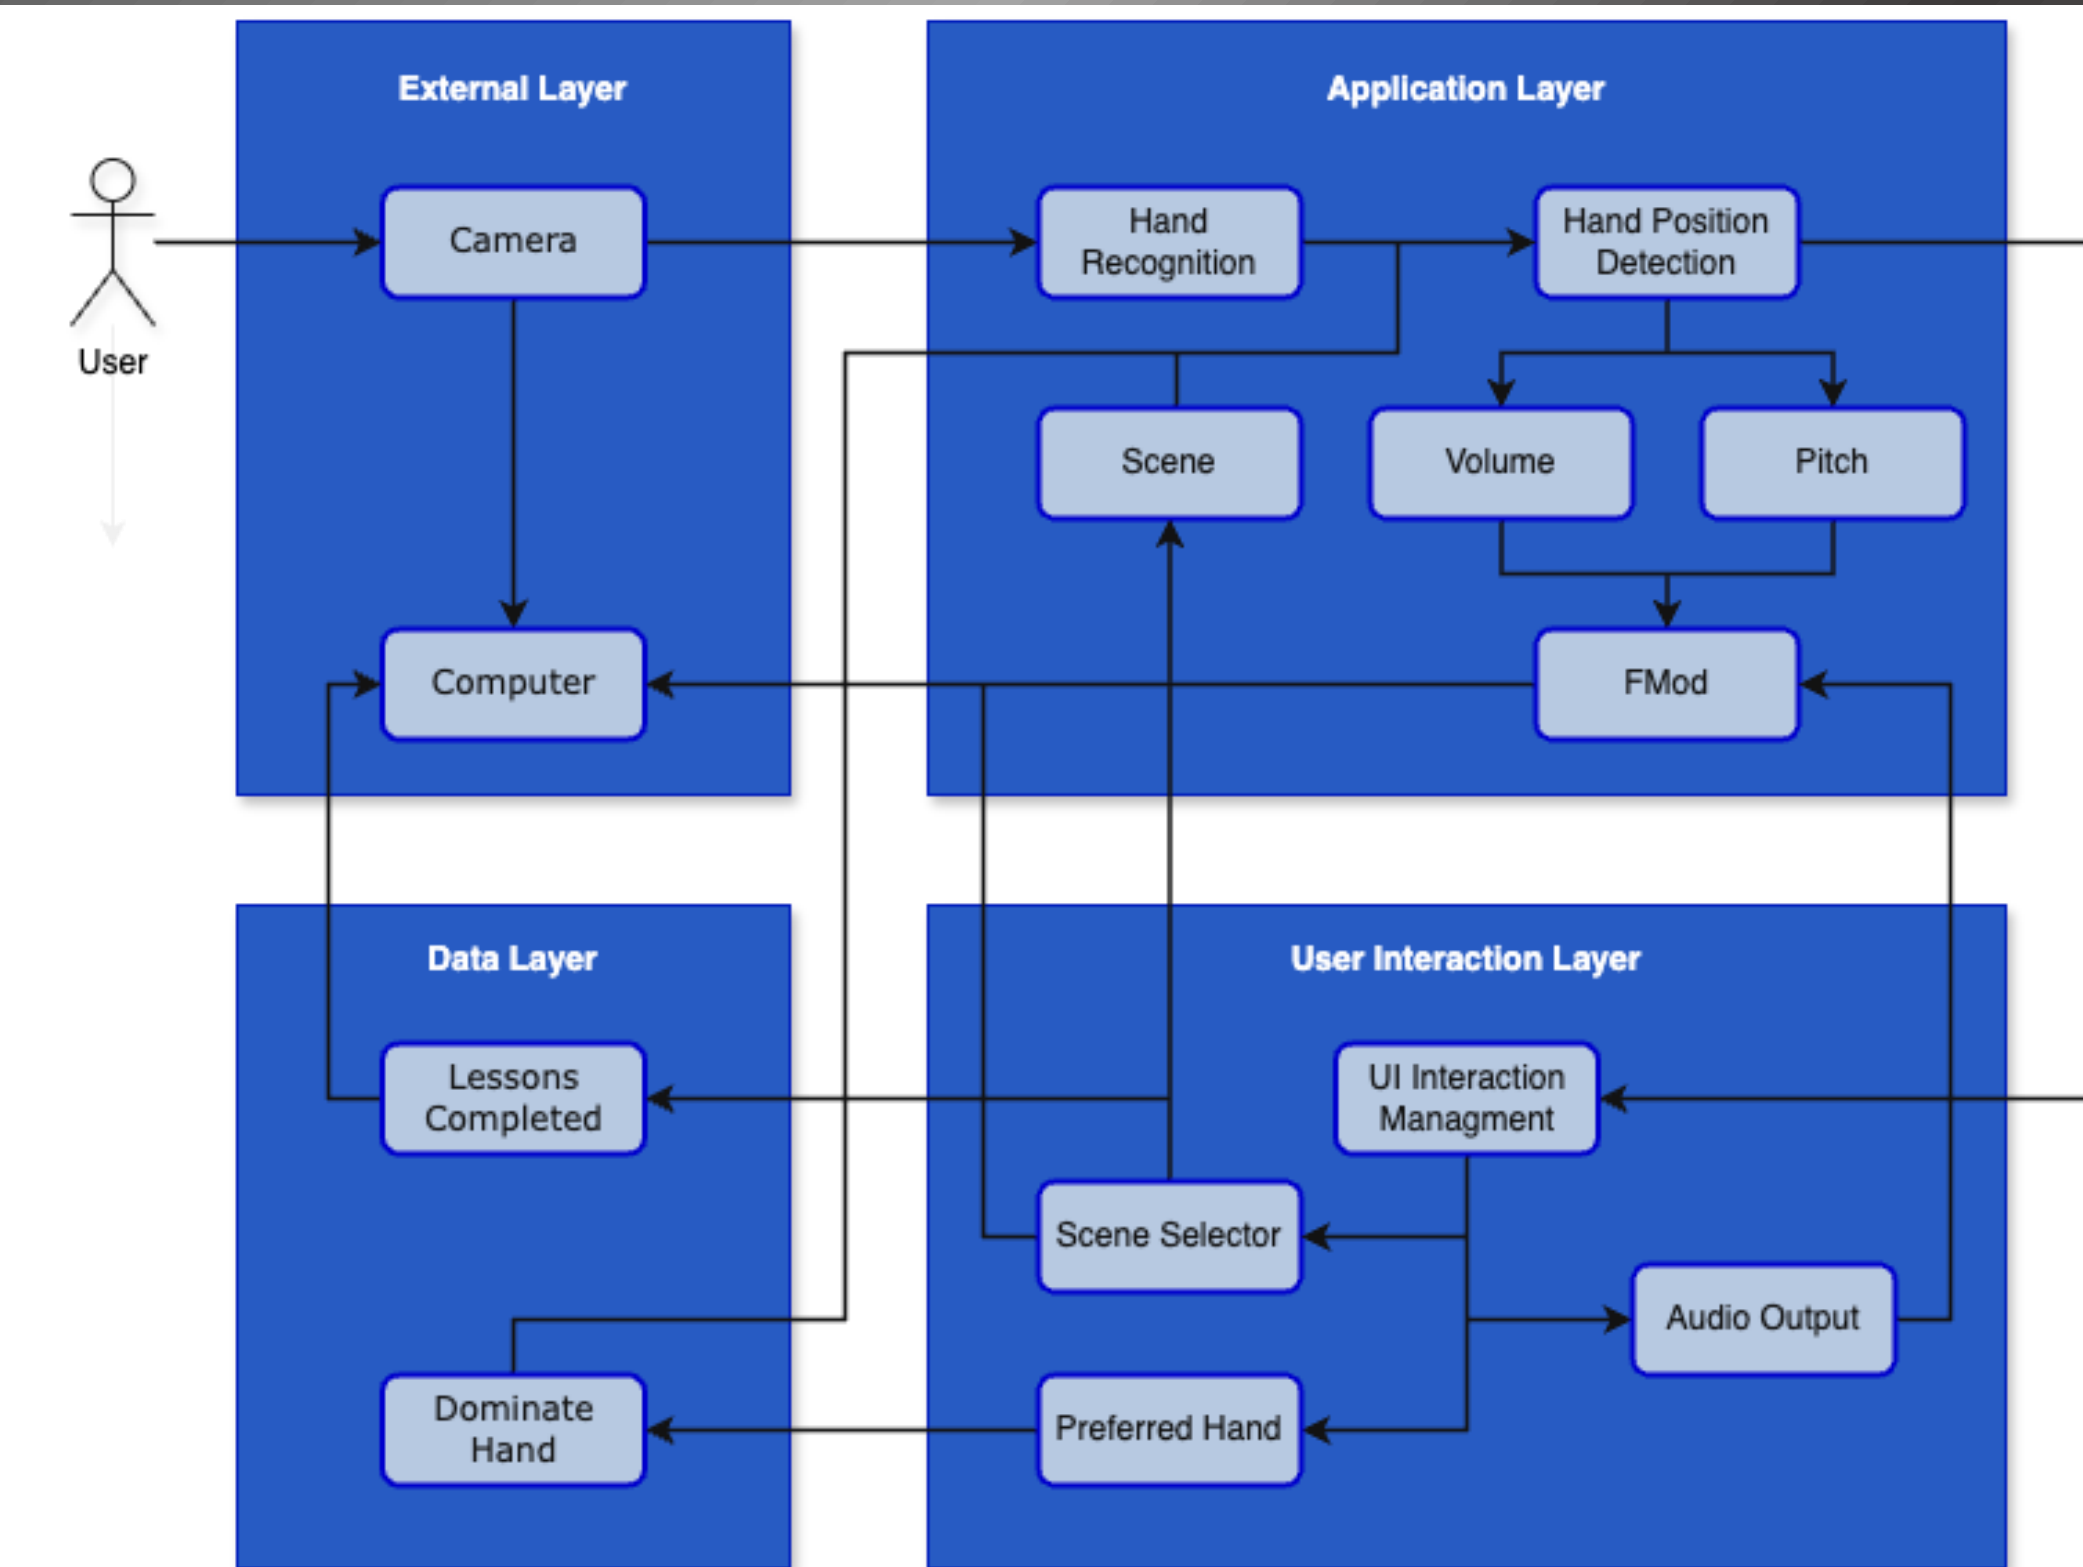 External Layer
Application Layer
Camera
Hand
Recognition
Hand Position
Detection
User
Scene
Volume
Pitch
Computer
FMod
Data Layer
User Interaction Layer
Lessons
Completed
UI Interaction
Managment
Scene Selector
Audio Output
Dominate
Hand
Preferred Hand